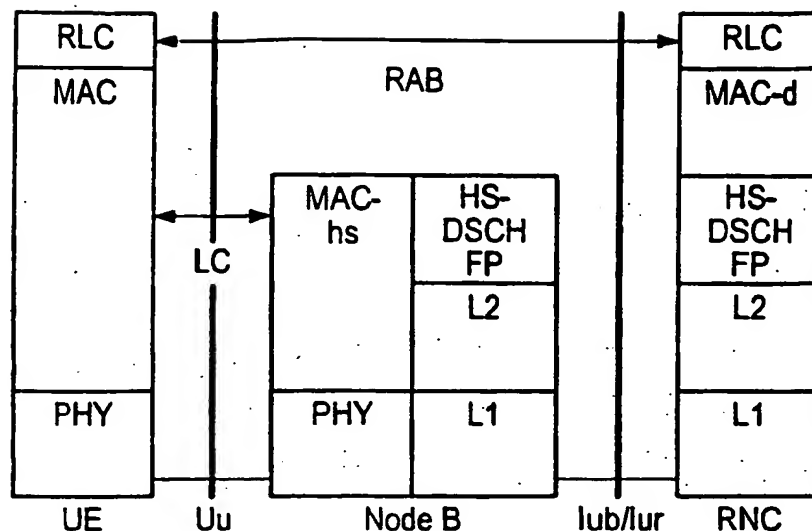 RLC
RLC
RAB
MAC
MAC-d
MAC-
hs
HS-
DSCH
FP
HS-
DSCH
FP
LC
L2
L2
PHY
PHY
L1
L1
UE
Uu
Node B
Iub/Iur
RNC